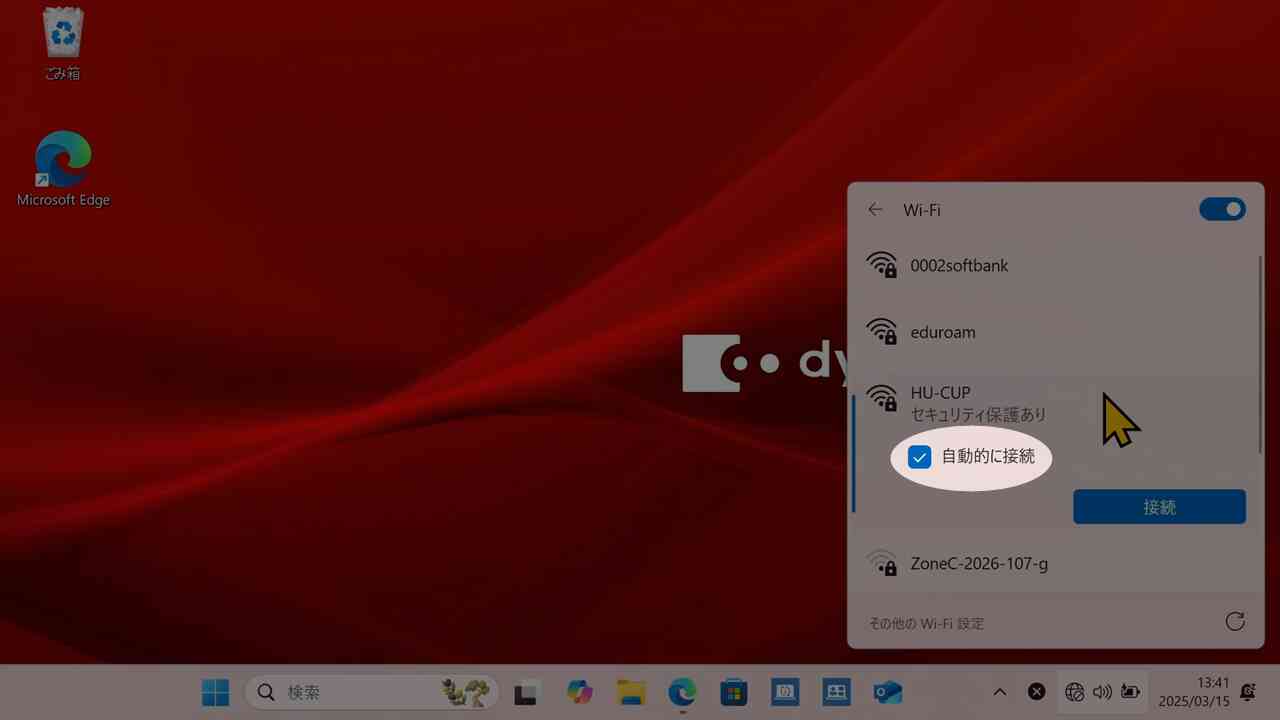 ごみ箱
Microsoft Edge
Wi-Fi
0002softbank
eduroam
dy
HU-CUP
セキュリティ保護あり
自動的に接続
接続
ZoneC-2026-107-g
その他の Wi-Fi 設定
検索
13:41
2025/03/15